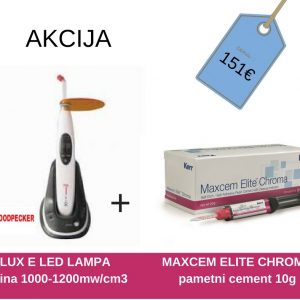 AKCIJA
151€
Kerr
Maxcem Elite Chroma
LUX E LED LAMPA
ina 1000-1200mw/cm3
+
MAXCEM ELITE CHROM
pametni cement 10g